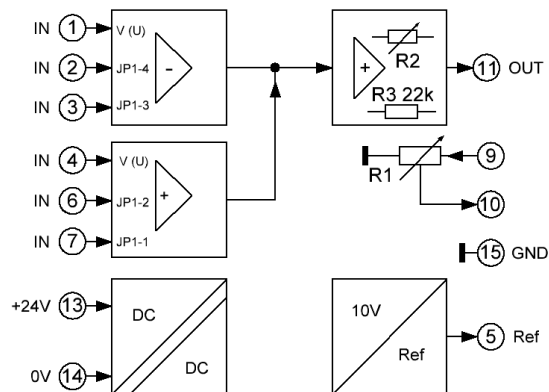 IN 1 V (U)
IN 2 JP1-4 -
IN 3 JP1-3
+ R2
R3 22k
11 OUT
IN 4 V (U)
IN 6 JP1-2 +
IN 7 JP1-1
R1 9
10
15 GND
+24V 13 DC
0V 14 DC
10V
Ref
5 Ref